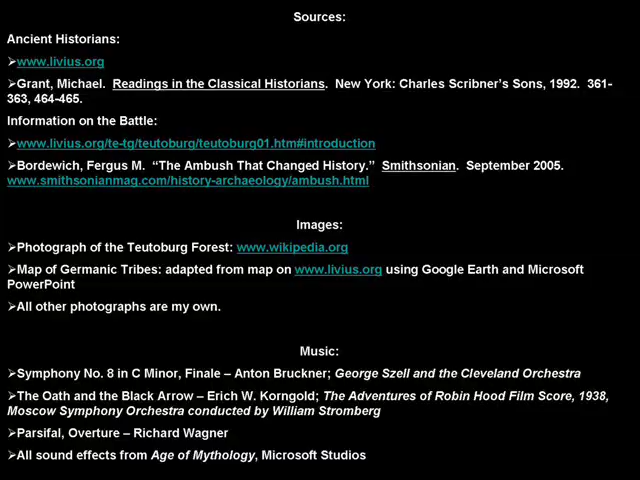 Sources:
Ancient Historians:
➢www.livius.org
➢Grant, Michael. Readings in the Classical Historians. New York: Charles Scribner's Sons, 1992. 361-
363, 464-465.
Information on the Battle:
➢www.livius.org/te-tg/teutoburg/teutoburg01.htm#introduction
➢Bordewich, Fergus M. “The Ambush That Changed History.” Smithsonian. September 2005.
www.smithsonianmag.com/history-archaeology/ambush.html
Images:
➢Photograph of the Teutoburg Forest: www.wikipedia.org
➢Map of Germanic Tribes: adapted from map on www.livius.org using Google Earth and Microsoft
PowerPoint
➢All other photographs are my own.
Music:
➢Symphony No. 8 in C Minor, Finale – Anton Bruckner; George Szell and the Cleveland Orchestra
➢The Oath and the Black Arrow – Erich W. Korngold; The Adventures of Robin Hood Film Score, 1938,
Moscow Symphony Orchestra conducted by William Stromberg
➢Parsifal, Overture – Richard Wagner
➢All sound effects from Age of Mythology, Microsoft Studios